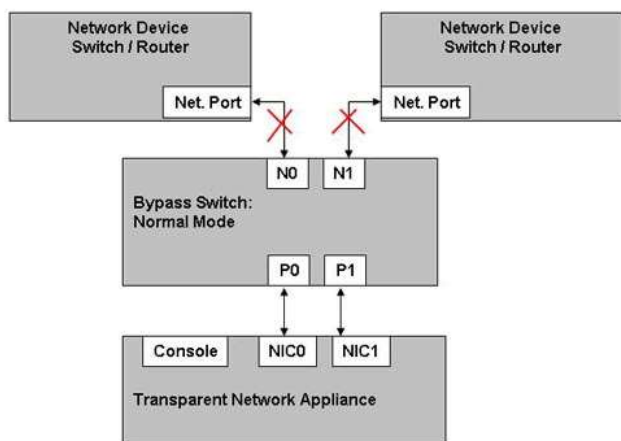 Network Device
Switch / Router
Network Device
Switch / Router
Net. Port
Net. Port
N0
N1
Bypass Switch:
Normal Mode
P0
P1
Console
NIC0
NIC1
Transparent Network Appliance